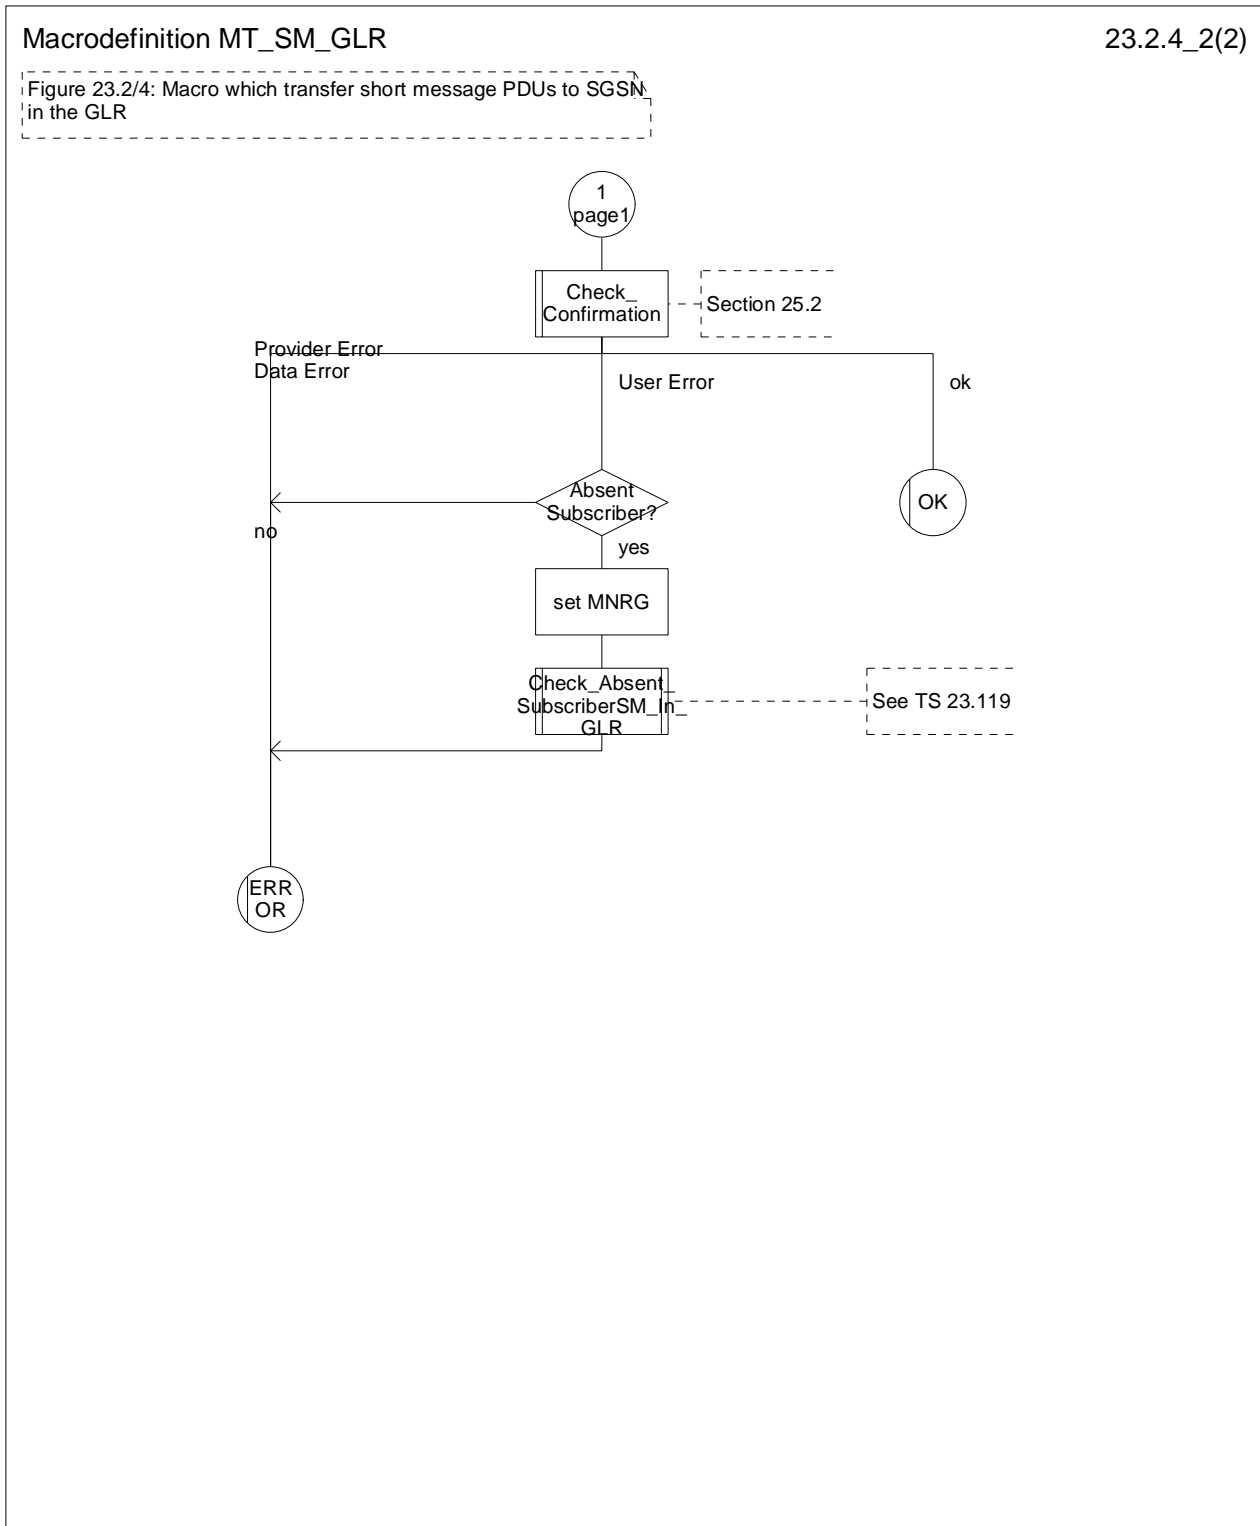 Macrodefinition MT_SM_GLR
23.2.4_2(2)
Figure 23.2/4: Macro which transfer short message PDUs to SGSN
in the GLR
1
page1
Check_
Confirmation
Section 25.2
Provider Error
Data Error
User Error
ok
Absent
Subscriber?
OK
no
yes
set MNRG
Check_Absent_
SubscriberSM_In_
GLR
See TS 23.119
ERR
OR